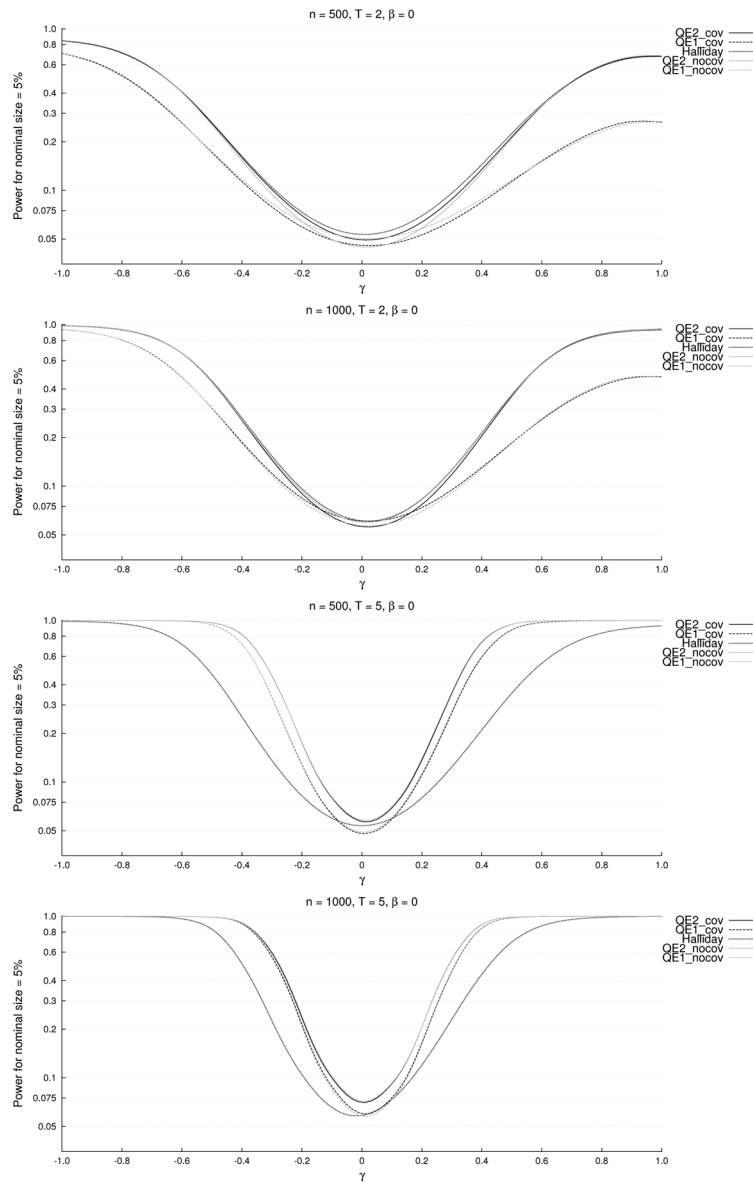 n = 500, T = 2, β = 0
Power for nominal size = 5%
1.0
0.8
0.6
0.4
0.3
0.2
0.1
0.075
0.05
-1.0 -0.8 -0.6 -0.4 -0.2 0 0.2 0.4 0.6 0.8 1.0
γ
QE2_cov
QE1_cov
Halliday
QE2_nocov
QE1_nocov
n = 1000, T = 2, β = 0
Power for nominal size = 5%
1.0
0.8
0.6
0.4
0.3
0.2
0.1
0.075
0.05
-1.0 -0.8 -0.6 -0.4 -0.2 0 0.2 0.4 0.6 0.8 1.0
γ
QE2_cov
QE1_cov
Halliday
QE2_nocov
QE1_nocov
n = 500, T = 5, β = 0
Power for nominal size = 5%
1.0
0.8
0.6
0.4
0.3
0.2
0.1
0.075
0.05
-1.0 -0.8 -0.6 -0.4 -0.2 0 0.2 0.4 0.6 0.8 1.0
γ
QE2_cov
QE1_cov
Halliday
QE2_nocov
QE1_nocov
n = 1000, T = 5, β = 0
Power for nominal size = 5%
1.0
0.8
0.6
0.4
0.3
0.2
0.1
0.075
0.05
-1.0 -0.8 -0.6 -0.4 -0.2 0 0.2 0.4 0.6 0.8 1.0
γ
QE2_cov
QE1_cov
Halliday
QE2_nocov
QE1_nocov